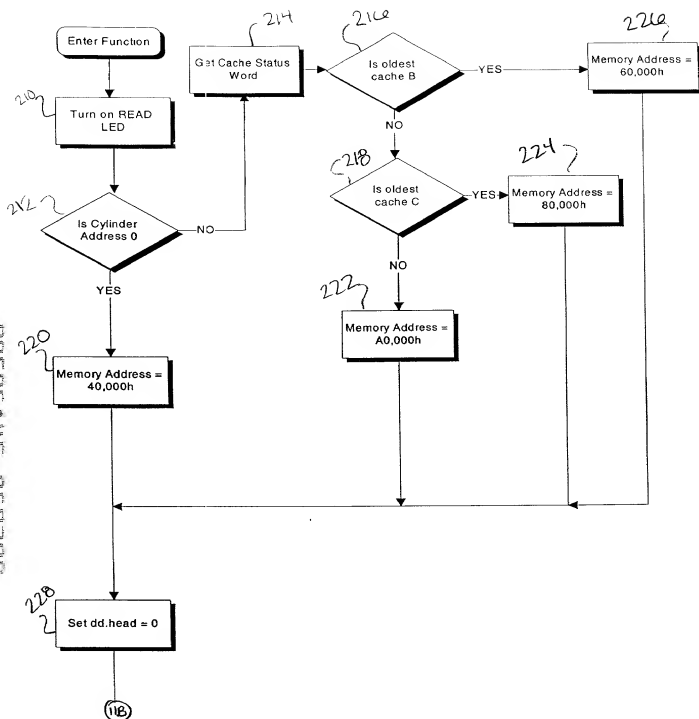 Enter Function
210
Turn on READ
LED
212
Is Cylinder
Address 0
NO
YES
214
Get Cache Status
Word
216
Is oldest
cache B
YES
NO
226
Memory Address =
60,000h
218
Is oldest
cache C
YES
NO
224
Memory Address =
80,000h
222
Memory Address =
A0,000h
220
Memory Address =
40,000h
228
Set dd.head = 0
11B